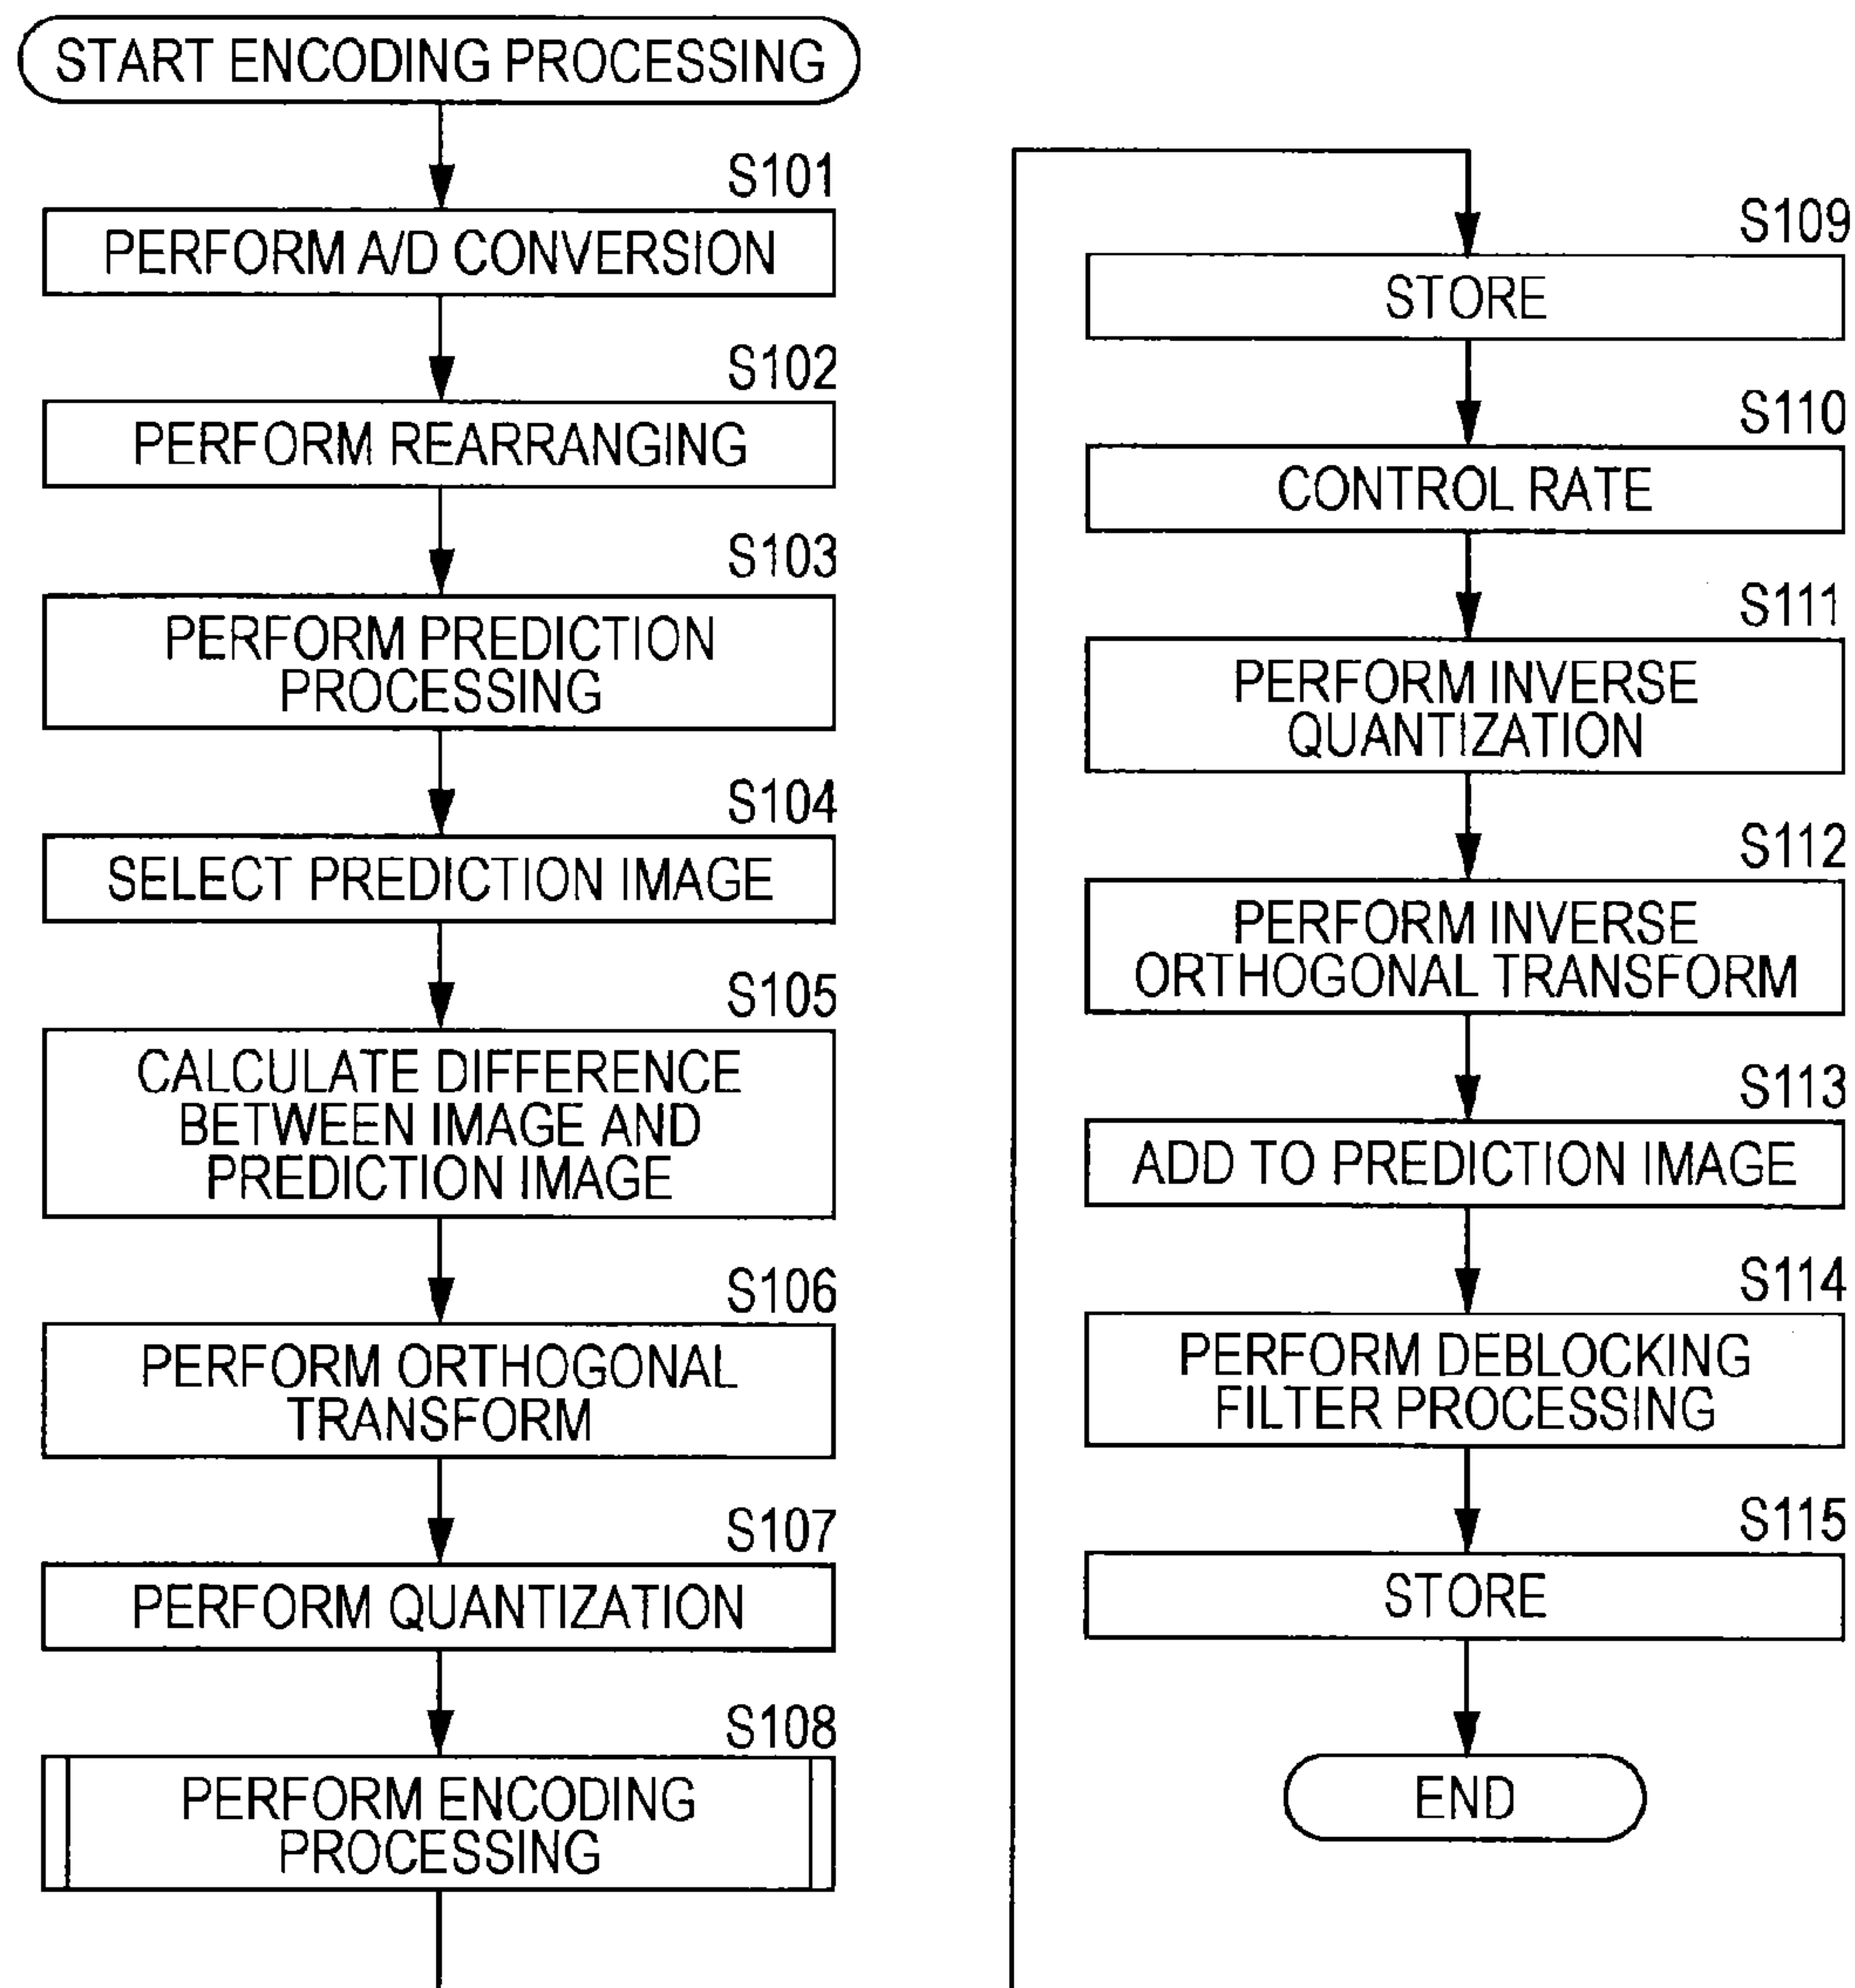 START ENCODING PROCESSING
S101
PERFORM A/D CONVERSION
S102
PERFORM REARRANGING
S103
PERFORM PREDICTION
PROCESSING
S104
SELECT PREDICTION IMAGE
S105
CALCULATE DIFFERENCE
BETWEEN IMAGE AND
PREDICTION IMAGE
S106
PERFORM ORTHOGONAL
TRANSFORM
S107
PERFORM QUANTIZATION
S108
PERFORM ENCODING
PROCESSING
S109
STORE
S110
CONTROL RATE
S111
PERFORM INVERSE
QUANTIZATION
S112
PERFORM INVERSE
ORTHOGONAL TRANSFORM
S113
ADD TO PREDICTION IMAGE
S114
PERFORM DEBLOCKING
FILTER PROCESSING
S115
STORE
END